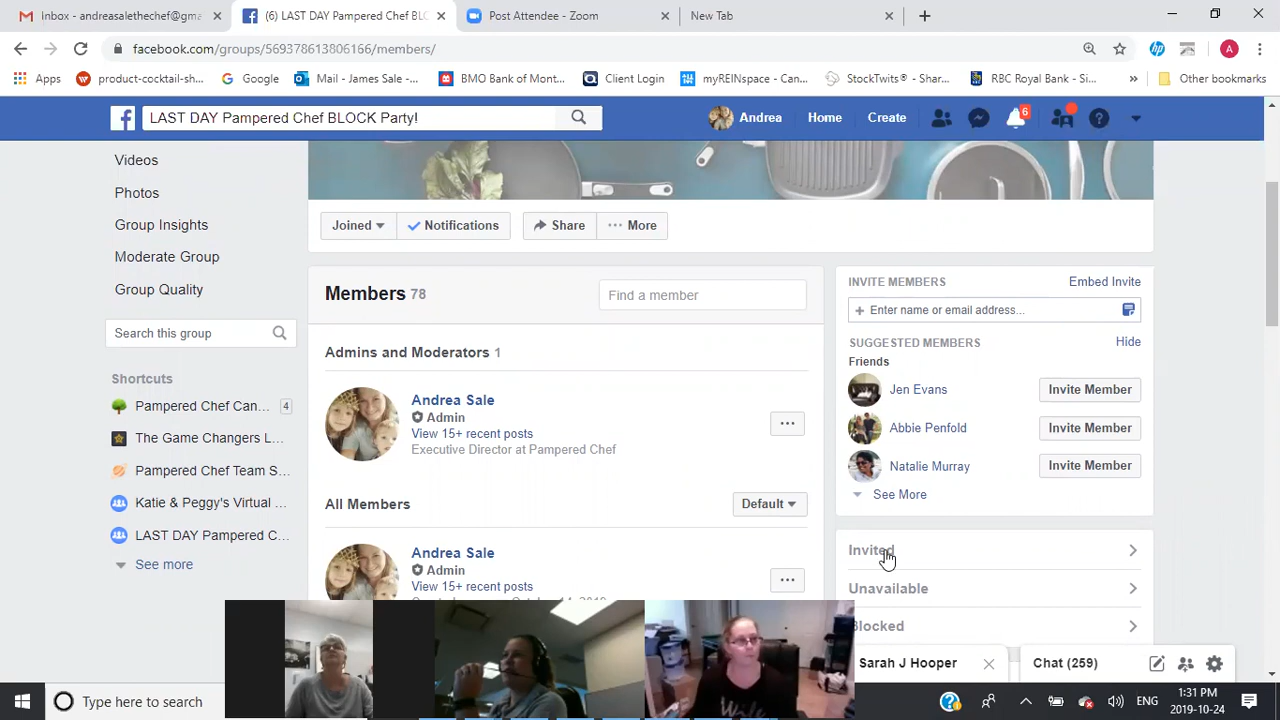 Inbox - andreasalethechef@gma
(6) LAST DAY Pampered Chef BLO
Post Attendee - Zoom
New Tab
facebook.com/groups/569378613806166/members/
Apps
product-cocktail-sh...
Google
Mail - James Sale -...
BMO Bank of Mont...
Client Login
myREINspace - Can...
StockTwits® - Shar...
RBC Royal Bank - Si...
Other bookmarks
A
LAST DAY Pampered Chef BLOCK Party!
Andrea
Home
Create
6
Videos
Photos
Group Insights
Moderate Group
Group Quality
Search this group
Shortcuts
Pampered Chef Can... 4
The Game Changers L...
Pampered Chef Team S...
Katie & Peggy's Virtual ...
LAST DAY Pampered C...
See more
Joined
Notifications
Share
More
Members 78
Find a member
Admins and Moderators 1
Andrea Sale
Admin
View 15+ recent posts
Executive Director at Pampered Chef
All Members
Default
Andrea Sale
Admin
View 15+ recent posts
INVITE MEMBERS
Embed Invite
Enter name or email address...
SUGGESTED MEMBERS
Hide
Friends
Jen Evans
Invite Member
Abbie Penfold
Invite Member
Natalie Murray
Invite Member
See More
Invited
Unavailable
Blocked
Sarah J Hooper
Chat (259)
Type here to search
ENG
1:31 PM
2019-10-24